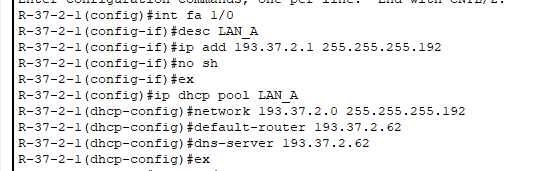 Enter configuration commands, one per line. End with CNTL/Z.
R-37-2-1(config)#int fa 1/0
R-37-2-1(config-if)#desc LAN_A
R-37-2-1(config-if)#ip add 193.37.2.1 255.255.255.192
R-37-2-1(config-if)#no sh
R-37-2-1(config-if)#ex
R-37-2-1(config)#ip dhcp pool LAN_A
R-37-2-1(dhcp-config)#network 193.37.2.0 255.255.255.192
R-37-2-1(dhcp-config)#default-router 193.37.2.62
R-37-2-1(dhcp-config)#dns-server 193.37.2.62
R-37-2-1(dhcp-config)#ex